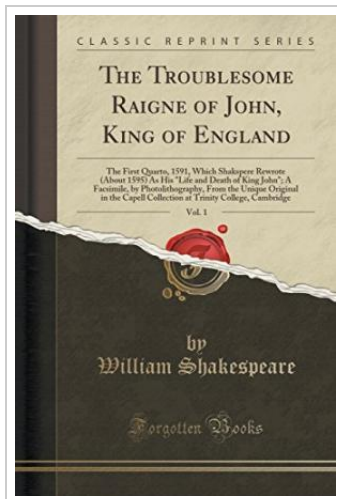 CLASSIC REPRINT SERIES
THE TROUBLESOME
RAIGNE OF JOHN,
KING OF ENGLAND
The First Quarto, 1591, Which Shakspere Rewrote
(About 1595) As His "Life and Death of King John"; A
Facsimile, by Photolithography, From the Unique Original
in the Capell Collection at Trinity College, Cambridge
Vol. 1
by
William Shakespeare
Forgotten Books